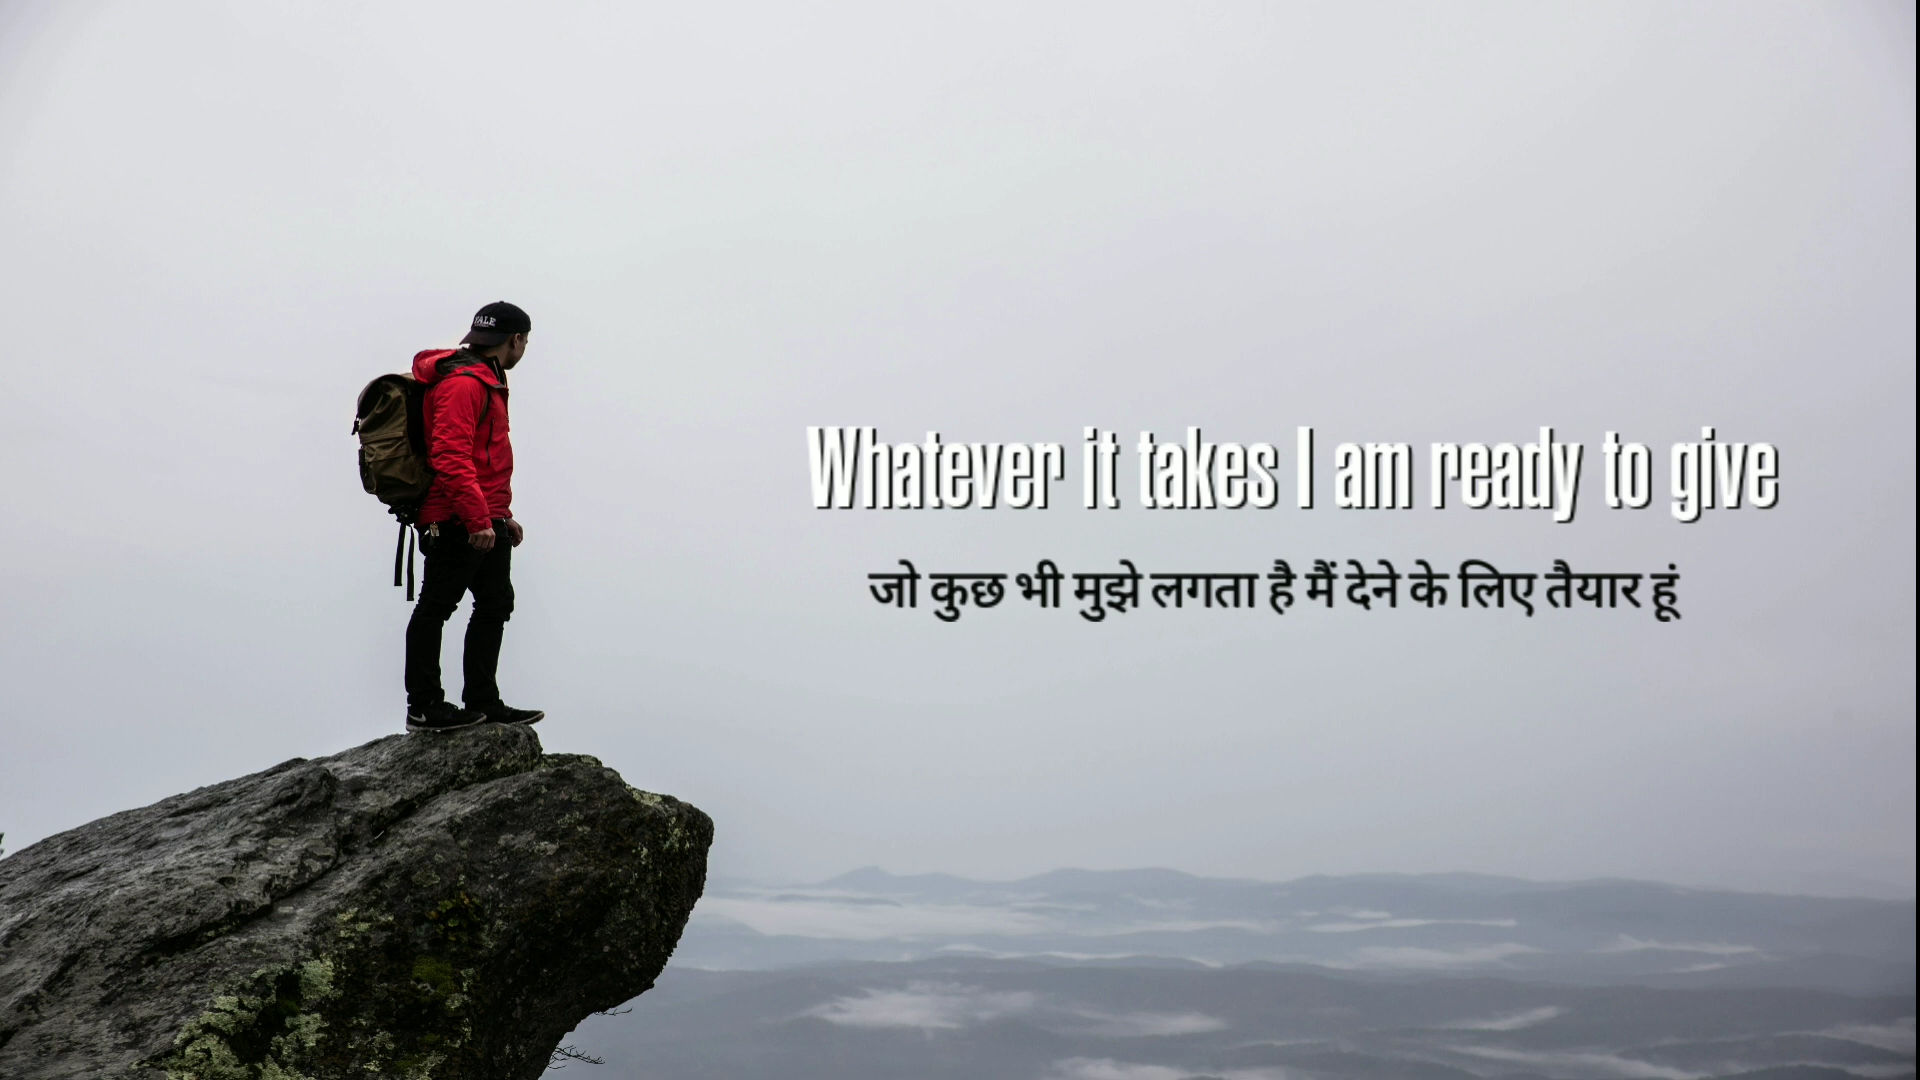 Whatever it takes I am ready to give
जो कुछ भी मुझे लगता है मैं देने के लिए तैयार हूं